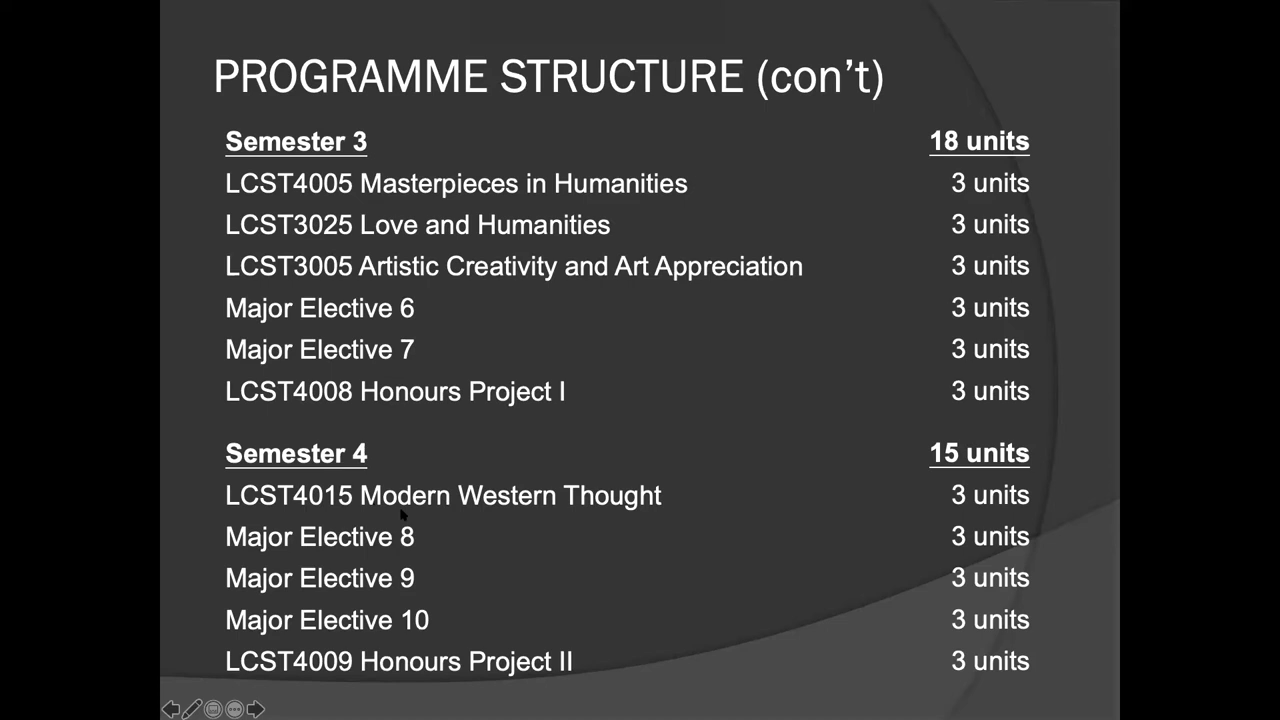 PROGRAMME STRUCTURE (con’t)
Semester 3 18 units
LCST4005 Masterpieces in Humanities 3 units
LCST3025 Love and Humanities 3 units
LCST3005 Artistic Creativity and Art Appreciation 3 units
Major Elective 6 3 units
Major Elective 7 3 units
LCST4008 Honours Project I 3 units
Semester 4 15 units
LCST4015 Modern Western Thought 3 units
Major Elective 8 3 units
Major Elective 9 3 units
Major Elective 10 3 units
LCST4009 Honours Project II 3 units